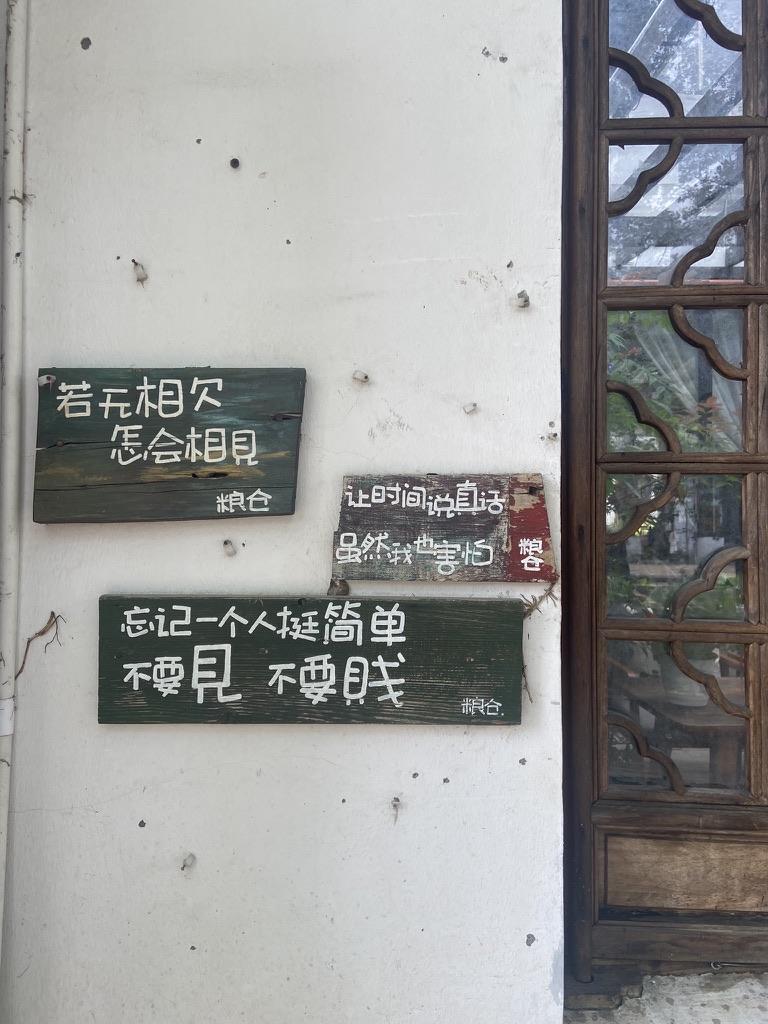 若无相欠
怎会相見
粮仓
让时间说真话
虽然我也害怕
粮仓
忘记一个人挺简单
不要見 不要賎
粮仓.